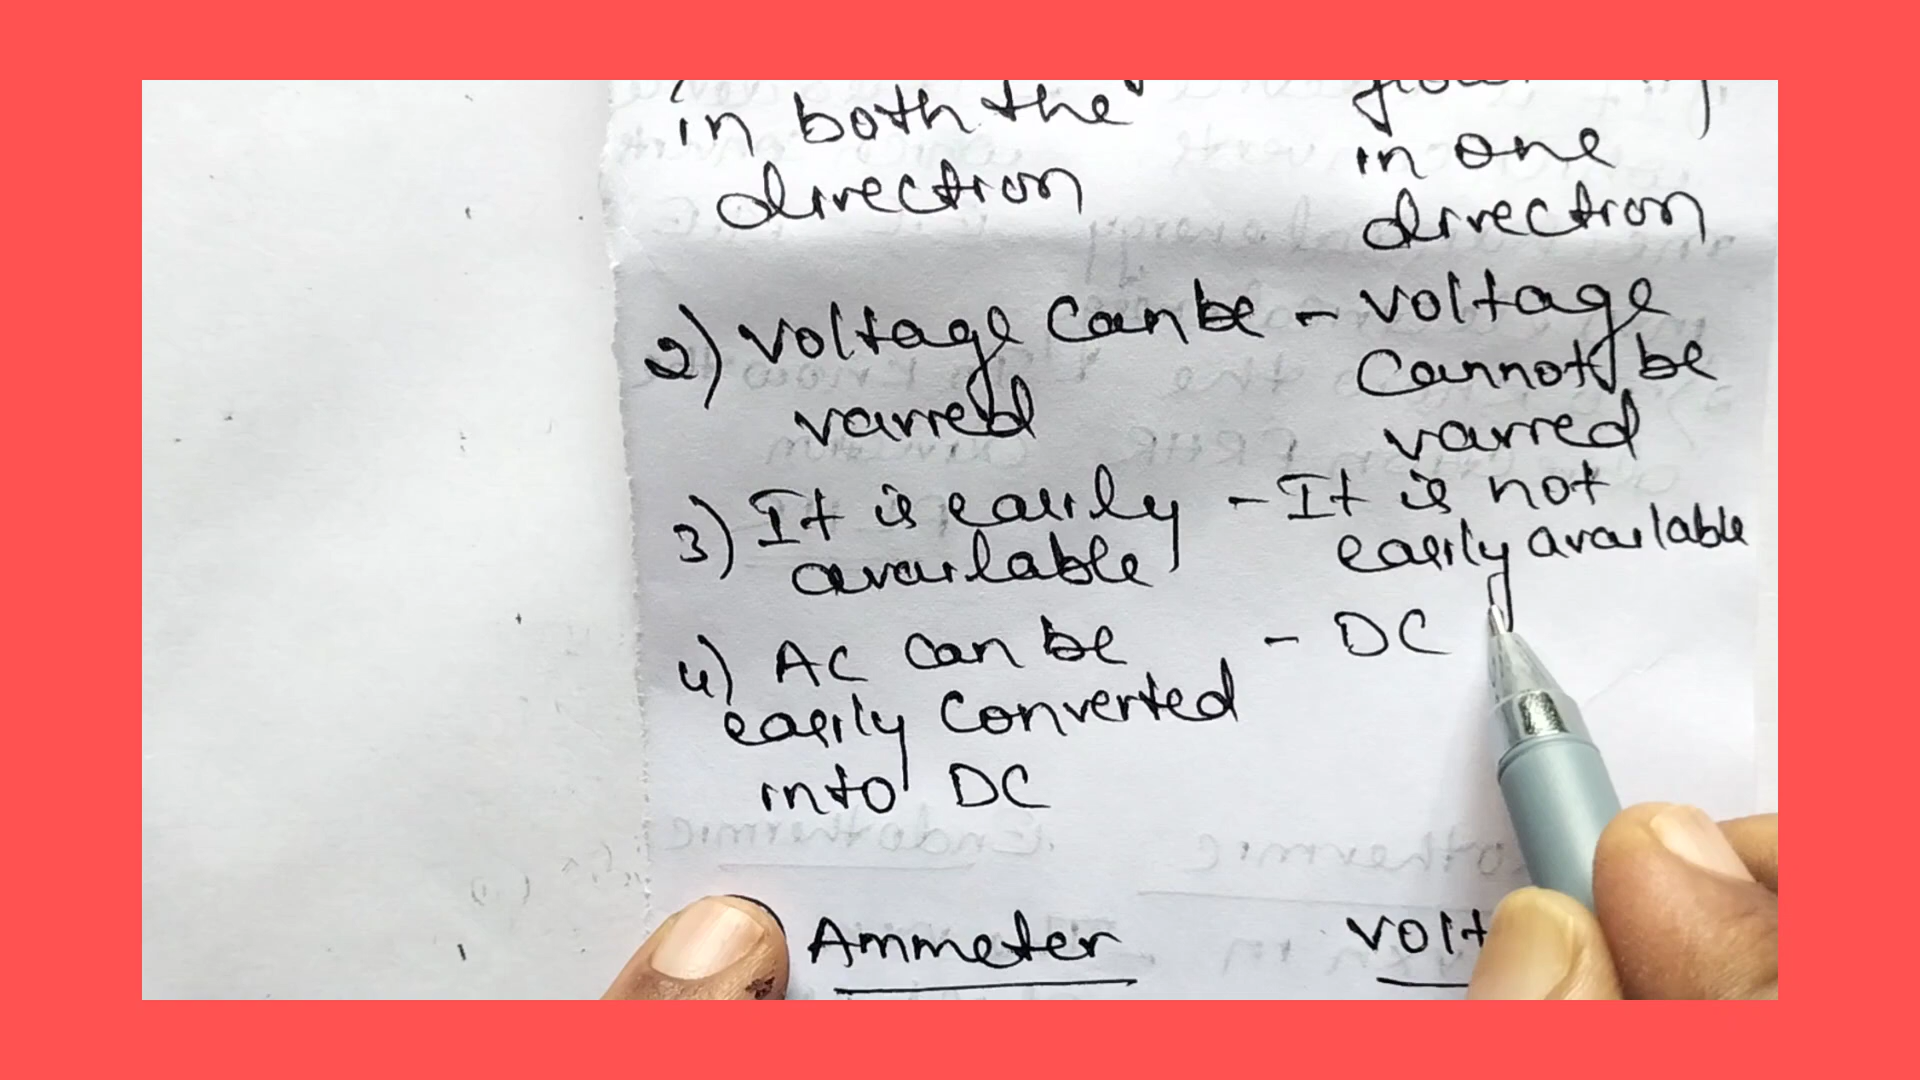 in both the
direction
in one
direction
2) Voltage can be - voltage
varied
cannot be
varied
3) It is easily - It is not
available
easily available
4) AC can be - DC
easily converted
into DC
Ammeter
volt